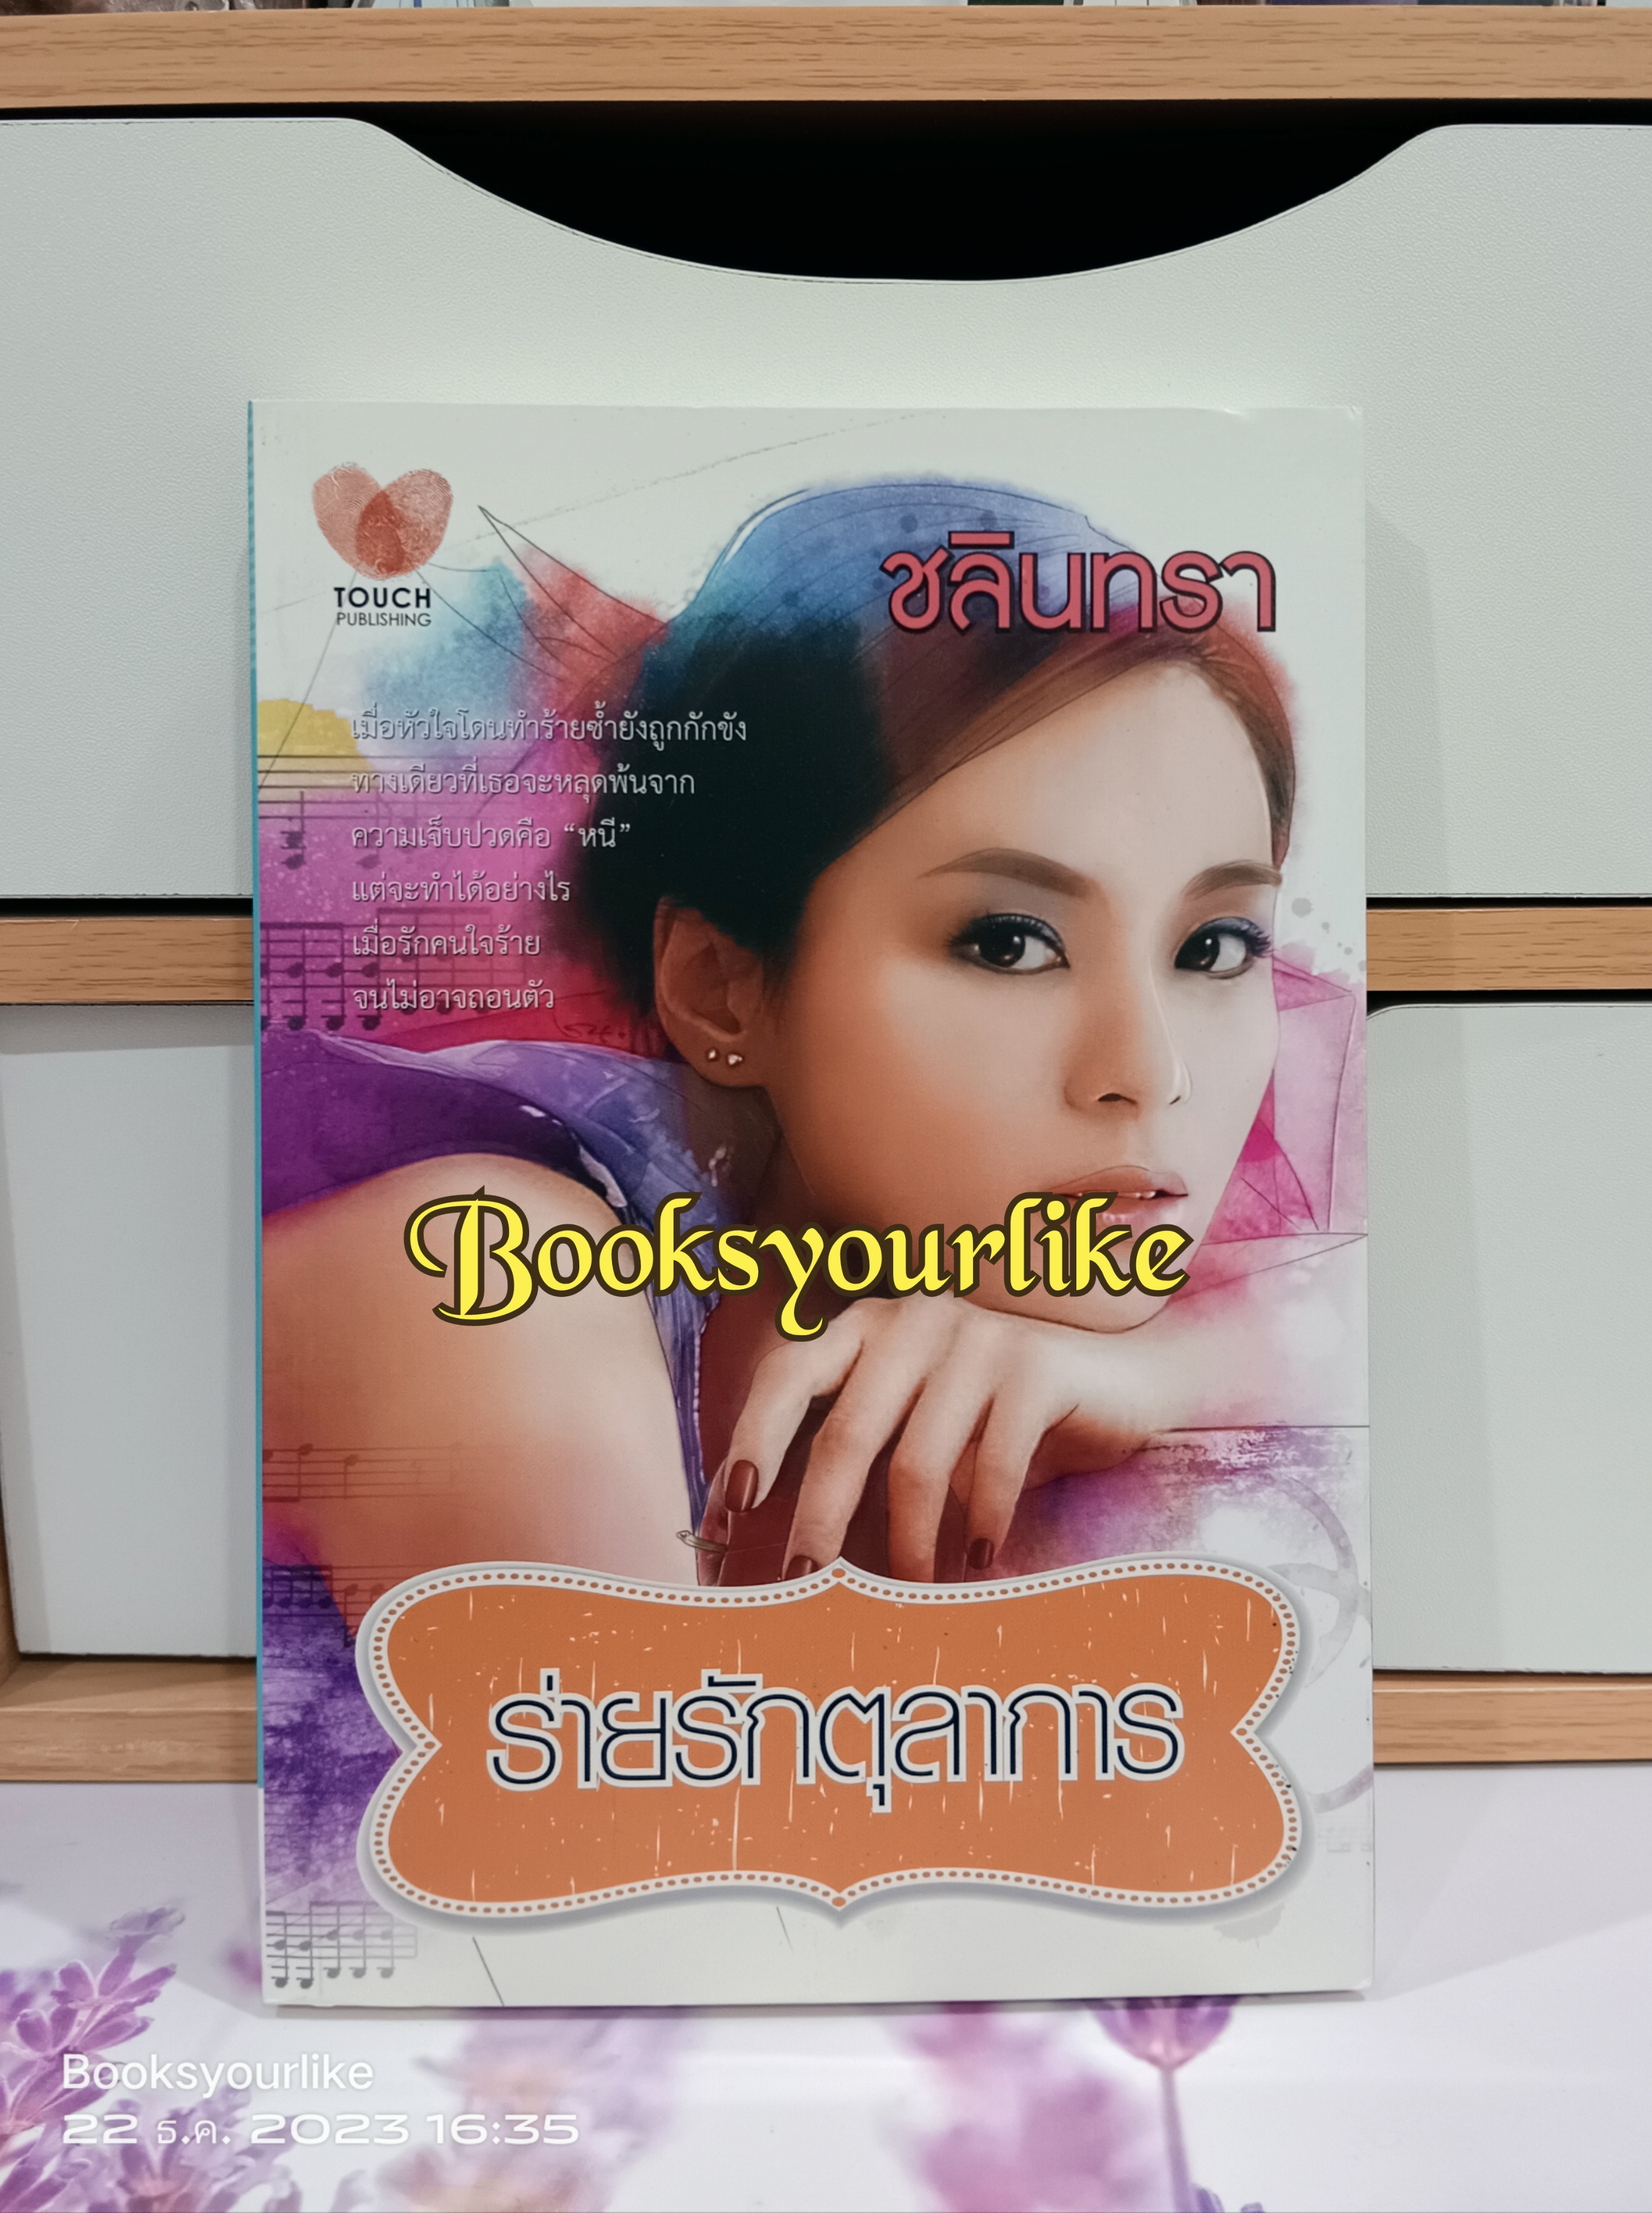 TOUCH
PUBLISHING
ชลินทรา
เมื่อหัวใจโดนทำร้ายซ้ำยังถูกกักขัง
ทางเดียวที่เธอจะหลุดพ้นจาก
ความเจ็บปวดคือ “หนี”
แต่จะทำได้อย่างไร
เมื่อรักคนใจร้าย
จนไม่อาจถอนตัว
Booksyourlike
ร่ายรักตุลาการ
Booksyourlike
22 ธ.ค. 2023 16:35